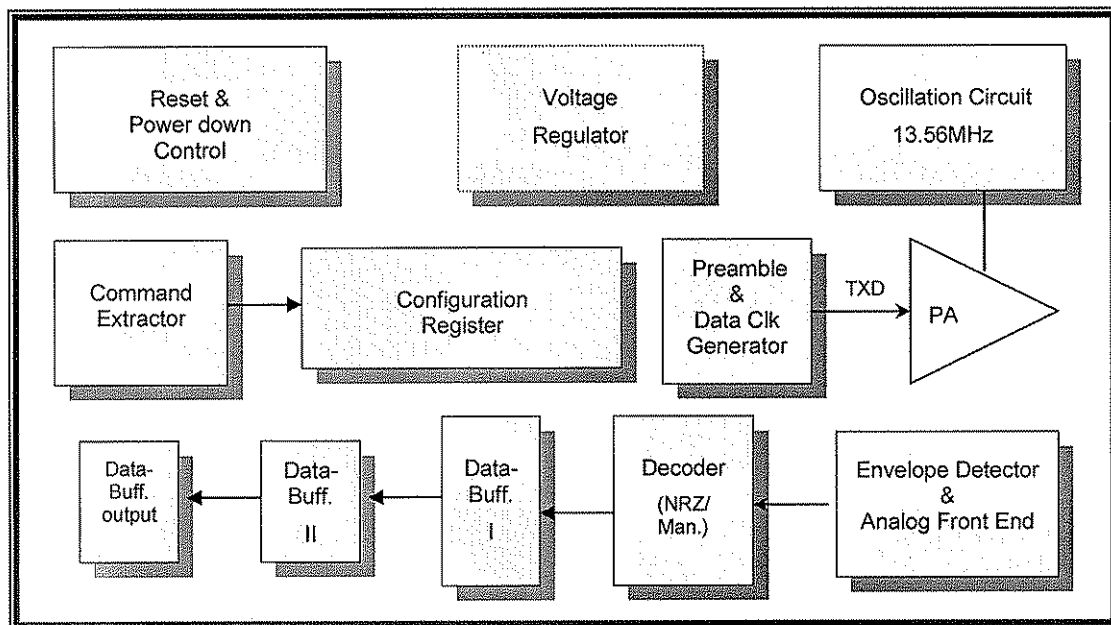 Reset &
Power down
Control
Voltage
Regulator
Oscillation Circuit
13.56MHz
Command
Extractor
Configuration
Register
Preamble
&
Data Clk
Generator
TXD
PA
Data-
Buff.
output
Data-
Buff.
II
Data-
Buff.
I
Decoder
(NRZ/
Man.)
Envelope Detector
&
Analog Front End